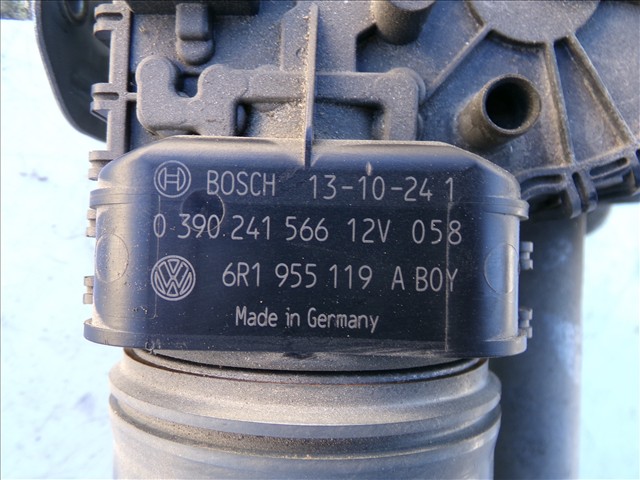 BOSCH 13-10-24 1
0 390 241 566 12V 058
6R1 955 119 A BOY
Made in Germany